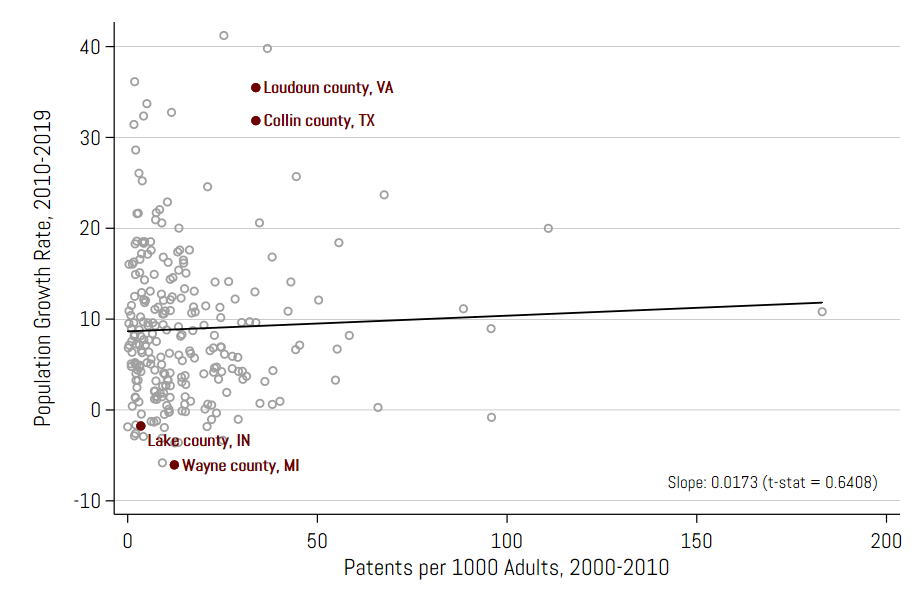 40
30
20
10
0
-10
Population Growth Rate, 2010-2019
Loudoun county, VA
Collin county, TX
Lake county, IN
Wayne county, MI
Slope: 0.0173 (t-stat = 0.6408)
0 50 100 150 200
Patents per 1000 Adults, 2000-2010